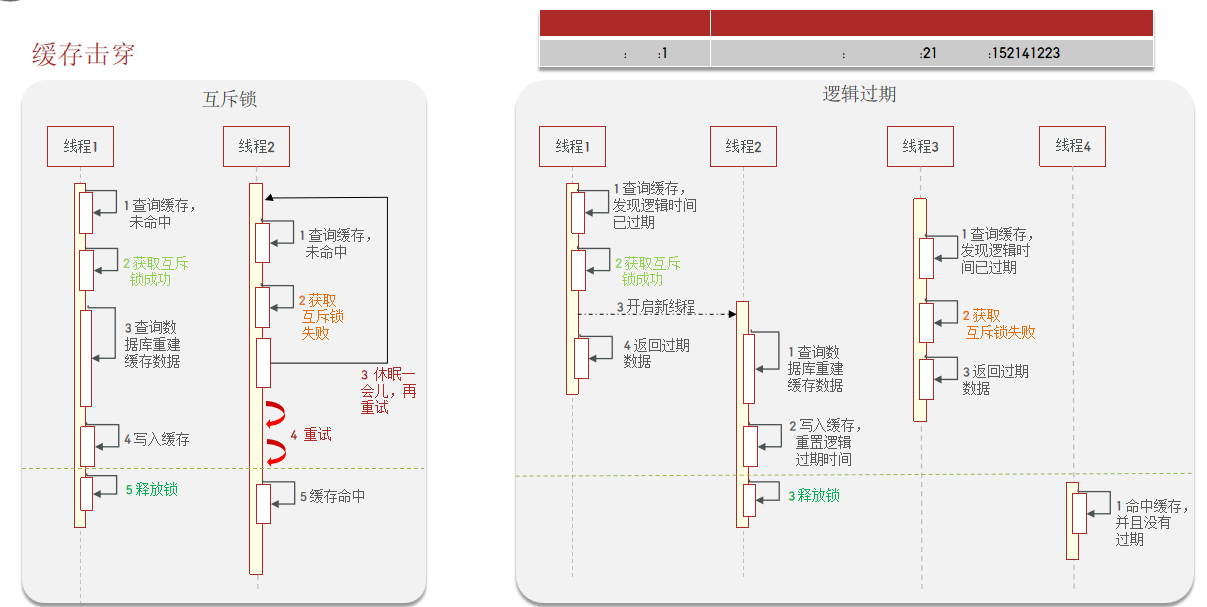 缓存击穿
: :1 : :21 :152141223
互斥锁
线程1
线程2
1 查询缓存，
未命中
2 获取互斥
锁成功
3 查询数
据库重建
缓存数据
4 写入缓存
5 释放锁
1 查询缓存，
未命中
2 获取
互斥锁
失败
3 休眠一
会儿，再
重试
4 重试
5 缓存命中
逻辑过期
线程1
线程2
线程3
线程4
1 查询缓存，
发现逻辑时间
已过期
2 获取互斥
锁成功
3 开启新线程
4 返回过期
数据
1 查询数
据库重建
缓存数据
2 写入缓存，
重置逻辑
过期时间
3 释放锁
1 查询缓存，
发现逻辑时
间已过期
2 获取
互斥锁失败
3 返回过期
数据
1 命中缓存，
并且没有
过期